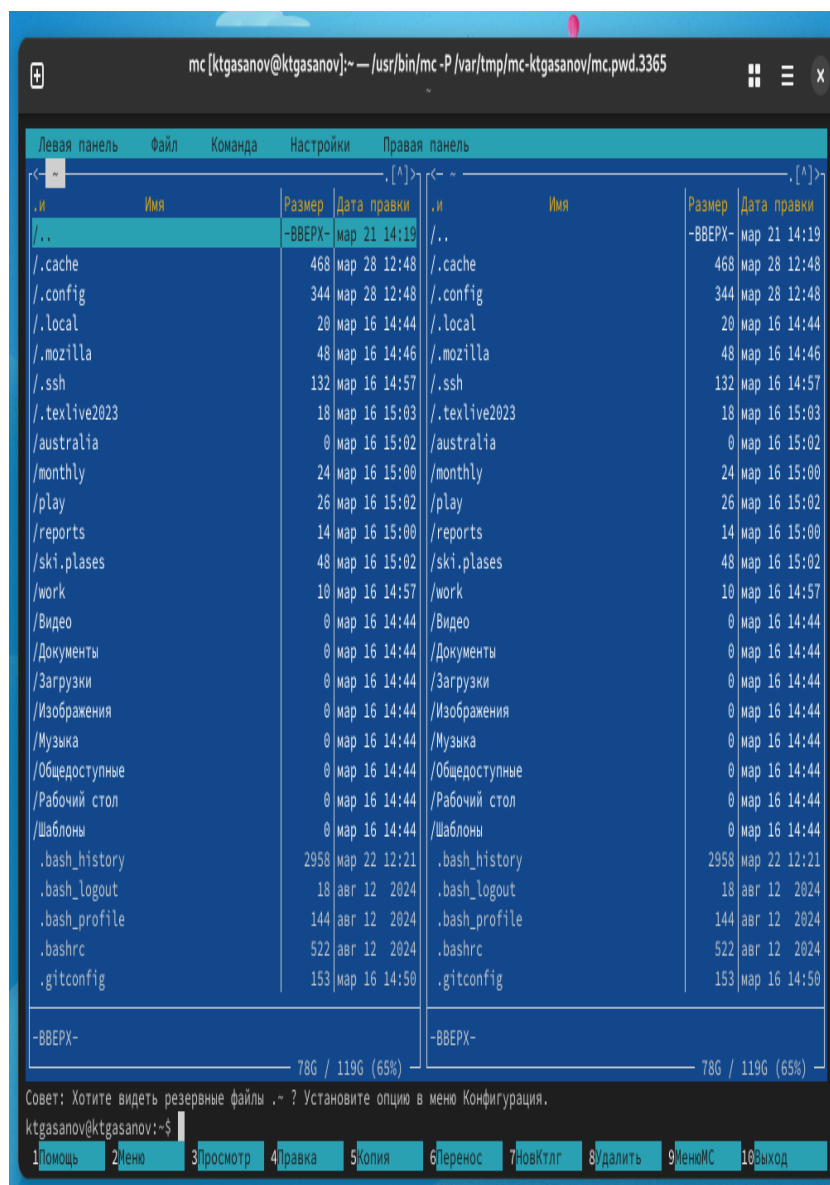 mc [ktgasanov@ktgasanov]:~ — /usr/bin/mc -P /var/tmp/mc-ktgasanov/mc.pwd.3365
~
Левая панель Файл Команда Настройки Правая панель
<─ ~ ─.[^]>
.и Имя Размер Дата правки
/.. -ВВЕРХ- мар 21 14:19
/.cache 468 мар 28 12:48
/.config 344 мар 28 12:48
/.local 20 мар 16 14:44
/.mozilla 48 мар 16 14:46
/.ssh 132 мар 16 14:57
/.texlive2023 18 мар 16 15:03
/australia 0 мар 16 15:02
/monthly 24 мар 16 15:00
/play 26 мар 16 15:02
/reports 14 мар 16 15:00
/ski.plases 48 мар 16 15:02
/work 10 мар 16 14:57
/Видео 0 мар 16 14:44
/Документы 0 мар 16 14:44
/Загрузки 0 мар 16 14:44
/Изображения 0 мар 16 14:44
/Музыка 0 мар 16 14:44
/Общедоступные 0 мар 16 14:44
/Рабочий стол 0 мар 16 14:44
/Шаблоны 0 мар 16 14:44
.bash_history 2958 мар 22 12:21
.bash_logout 18 авг 12 2024
.bash_profile 144 авг 12 2024
.bashrc 522 авг 12 2024
.gitconfig 153 мар 16 14:50
-ВВЕРХ-
78G / 119G (65%)
<─ ~ ─.[^]>
.и Имя Размер Дата правки
/.. -ВВЕРХ- мар 21 14:19
/.cache 468 мар 28 12:48
/.config 344 мар 28 12:48
/.local 20 мар 16 14:44
/.mozilla 48 мар 16 14:46
/.ssh 132 мар 16 14:57
/.texlive2023 18 мар 16 15:03
/australia 0 мар 16 15:02
/monthly 24 мар 16 15:00
/play 26 мар 16 15:02
/reports 14 мар 16 15:00
/ski.plases 48 мар 16 15:02
/work 10 мар 16 14:57
/Видео 0 мар 16 14:44
/Документы 0 мар 16 14:44
/Загрузки 0 мар 16 14:44
/Изображения 0 мар 16 14:44
/Музыка 0 мар 16 14:44
/Общедоступные 0 мар 16 14:44
/Рабочий стол 0 мар 16 14:44
/Шаблоны 0 мар 16 14:44
.bash_history 2958 мар 22 12:21
.bash_logout 18 авг 12 2024
.bash_profile 144 авг 12 2024
.bashrc 522 авг 12 2024
.gitconfig 153 мар 16 14:50
-ВВЕРХ-
78G / 119G (65%)
Совет: Хотите видеть резервные файлы .~ ? Установите опцию в меню Конфигурация.
ktgasanov@ktgasanov:~$
1Помощь 2Меню 3Просмотр 4Правка 5Копия 6Перенос 7НовКтлг 8Удалить 9МенюМС 10Выход